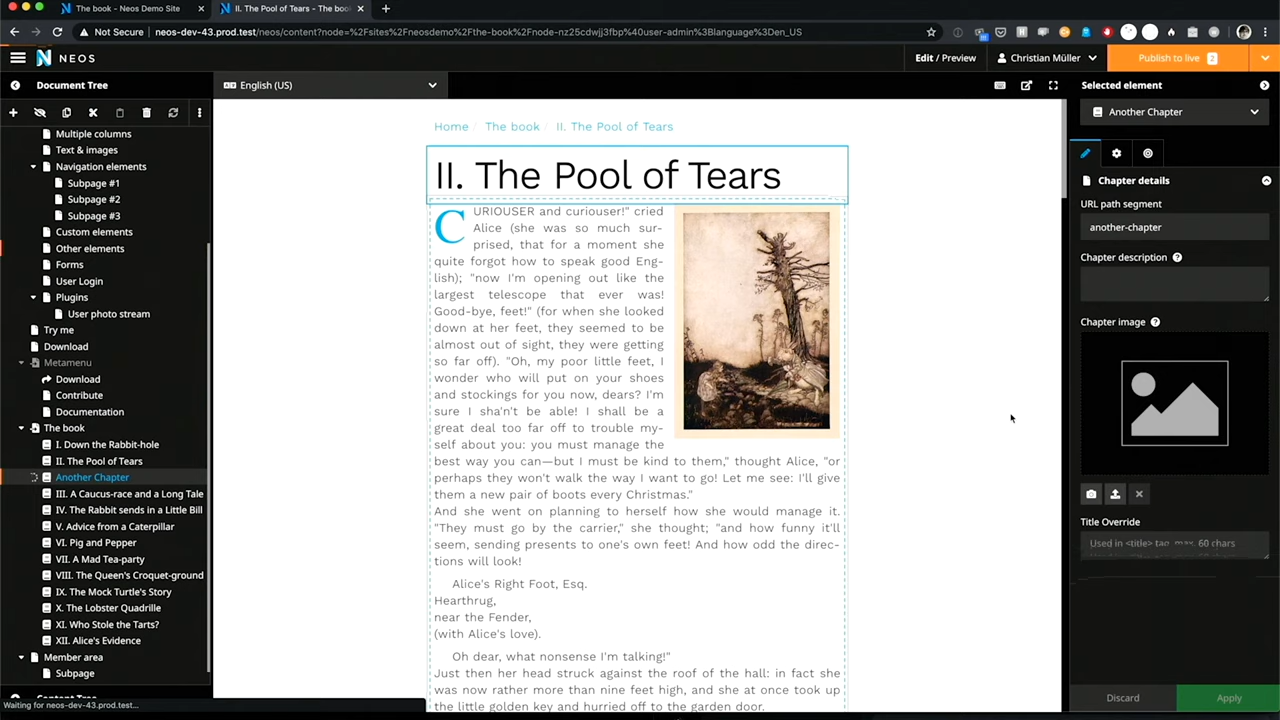 The book - Neos Demo Site
II. The Pool of Tears - The boo
Not Secure
neos-dev-43.prod.test/neos/content?node=%2Fsites%2Fneosdemo%2Fthe-book%2Fnode-nz25cdwjj3fbp%40user-admin%3Blanguage%3Den_US
NEOS
Edit / Preview
Christian Müller
Publish to live 2
Document Tree
English (US)
Selected element
Another Chapter
Multiple columns
Text & images
Navigation elements
Subpage #1
Subpage #2
Subpage #3
Custom elements
Other elements
Forms
User Login
Plugins
User photo stream
Try me
Download
Metamenu
Download
Contribute
Documentation
The book
I. Down the Rabbit-hole
II. The Pool of Tears
Another Chapter
III. A Caucus-race and a Long Tale
IV. The Rabbit sends in a Little Bill
V. Advice from a Caterpillar
VI. Pig and Pepper
VII. A Mad Tea-party
VIII. The Queen's Croquet-ground
IX. The Mock Turtle's Story
X. The Lobster Quadrille
XI. Who Stole the Tarts?
XII. Alice's Evidence
Member area
Subpage
Content Tree
Waiting for neos-dev-43.prod.test...
Home / The book / II. The Pool of Tears
II. The Pool of Tears
CURIOUSER and curiouser!" cried
Alice (she was so much sur-
prised, that for a moment she
quite forgot how to speak good Eng-
lish); "now I'm opening out like the
largest telescope that ever was!
Good-bye, feet!" (for when she looked
down at her feet, they seemed to be
almost out of sight, they were getting
so far off). "Oh, my poor little feet, I
wonder who will put on your shoes
and stockings for you now, dears? I'm
sure I sha'n't be able! I shall be a
great deal too far off to trouble my-
self about you: you must manage the
best way you can—but I must be kind to them," thought Alice, "or
perhaps they won't walk the way I want to go! Let me see: I'll give
them a new pair of boots every Christmas."
And she went on planning to herself how she would manage it.
"They must go by the carrier," she thought; "and how funny it'll
seem, sending presents to one's own feet! And how odd the direc-
tions will look!
Alice's Right Foot, Esq.
Hearthrug,
near the Fender,
(with Alice's love).
Oh dear, what nonsense I'm talking!"
Just then her head struck against the roof of the hall: in fact she
was now rather more than nine feet high, and she at once took up
the little golden key and hurried off to the garden door.
Chapter details
URL path segment
another-chapter
Chapter description
Chapter image
Title Override
Used in <title> tag, max. 60 chars
Discard
Apply